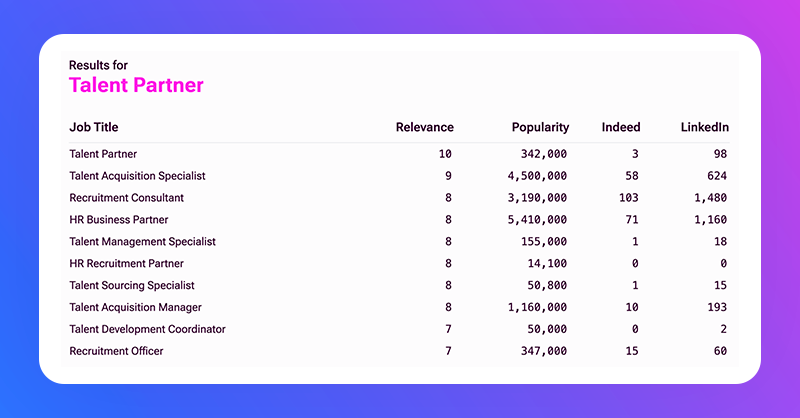 Results for
Talent Partner
Job Title Relevance Popularity Indeed LinkedIn
Talent Partner 10 342,000 3 98
Talent Acquisition Specialist 9 4,500,000 58 624
Recruitment Consultant 8 3,190,000 103 1,480
HR Business Partner 8 5,410,000 71 1,160
Talent Management Specialist 8 155,000 1 18
HR Recruitment Partner 8 14,100 0 0
Talent Sourcing Specialist 8 50,800 1 15
Talent Acquisition Manager 8 1,160,000 10 193
Talent Development Coordinator 7 50,000 0 2
Recruitment Officer 7 347,000 15 60